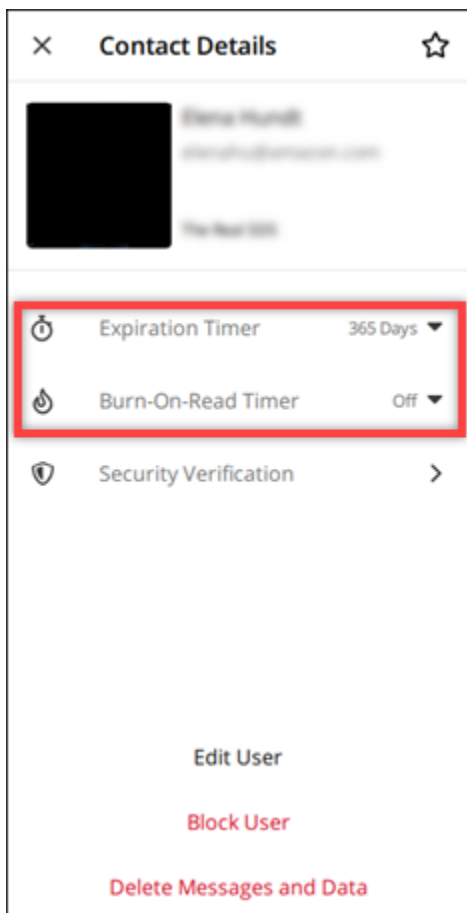 Contact Details
Expiration Timer 365 Days
Burn-On-Read Timer Off
Security Verification
Edit User
Block User
Delete Messages and Data